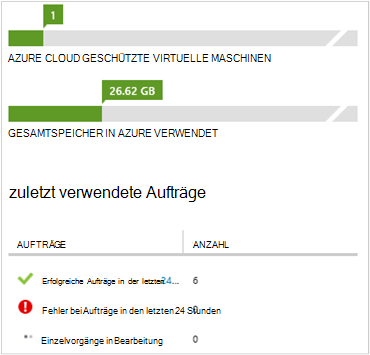 1
AZURE CLOUD GESCHÜTZTE VIRTUELLE MASCHINEN
26.62 GB
GESAMTSPEICHER IN AZURE VERWENDET
zuletzt verwendete Aufträge
AUFTRÄGE ANZAHL
Erfolgreiche Aufträge in der letzten 24... 6
Fehler bei Aufträge in den letzten 24 Stunden 0
Einzelvorgänge in Bearbeitung 0